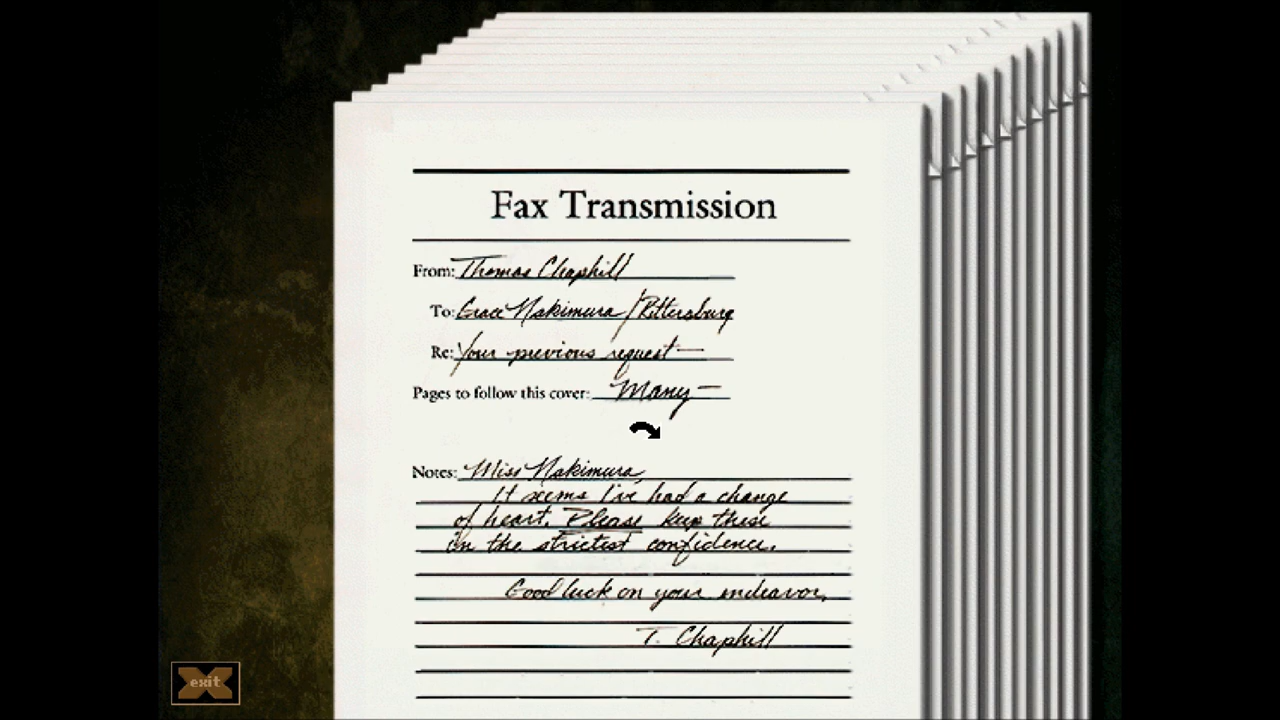 Fax Transmission
From: Thomas Chaphill
To: Grace Nakimura/Rittersburg
Re: Your previous request—
Pages to follow this cover: Many—
Notes: Miss Nakimura,
It seems I've had a change
of heart. Please keep these
in the strictest confidence.
Good luck on your endeavor,
T. Chaphill
exit